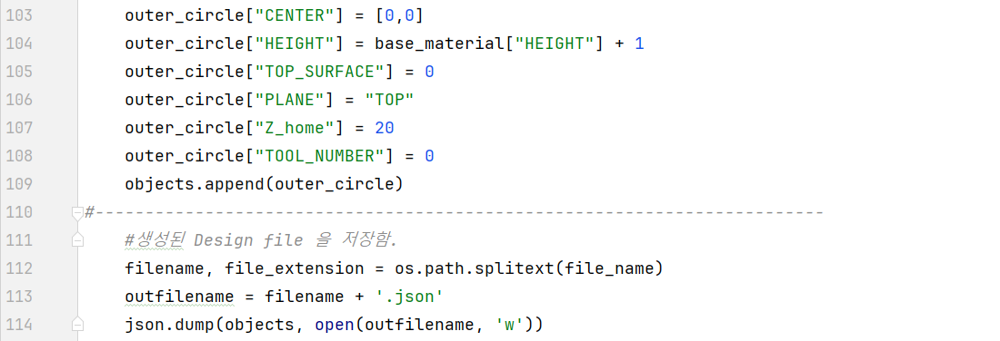 103 outer_circle["CENTER"] = [0,0]
104 outer_circle["HEIGHT"] = base_material["HEIGHT"] + 1
105 outer_circle["TOP_SURFACE"] = 0
106 outer_circle["PLANE"] = "TOP"
107 outer_circle["Z_home"] = 20
108 outer_circle["TOOL_NUMBER"] = 0
109 objects.append(outer_circle)
110 #-------------------------------------------------------------------------
111 #생성된 Design file 을 저장함.
112 filename, file_extension = os.path.splitext(file_name)
113 outfilename = filename + '.json'
114 json.dump(objects, open(outfilename, 'w'))